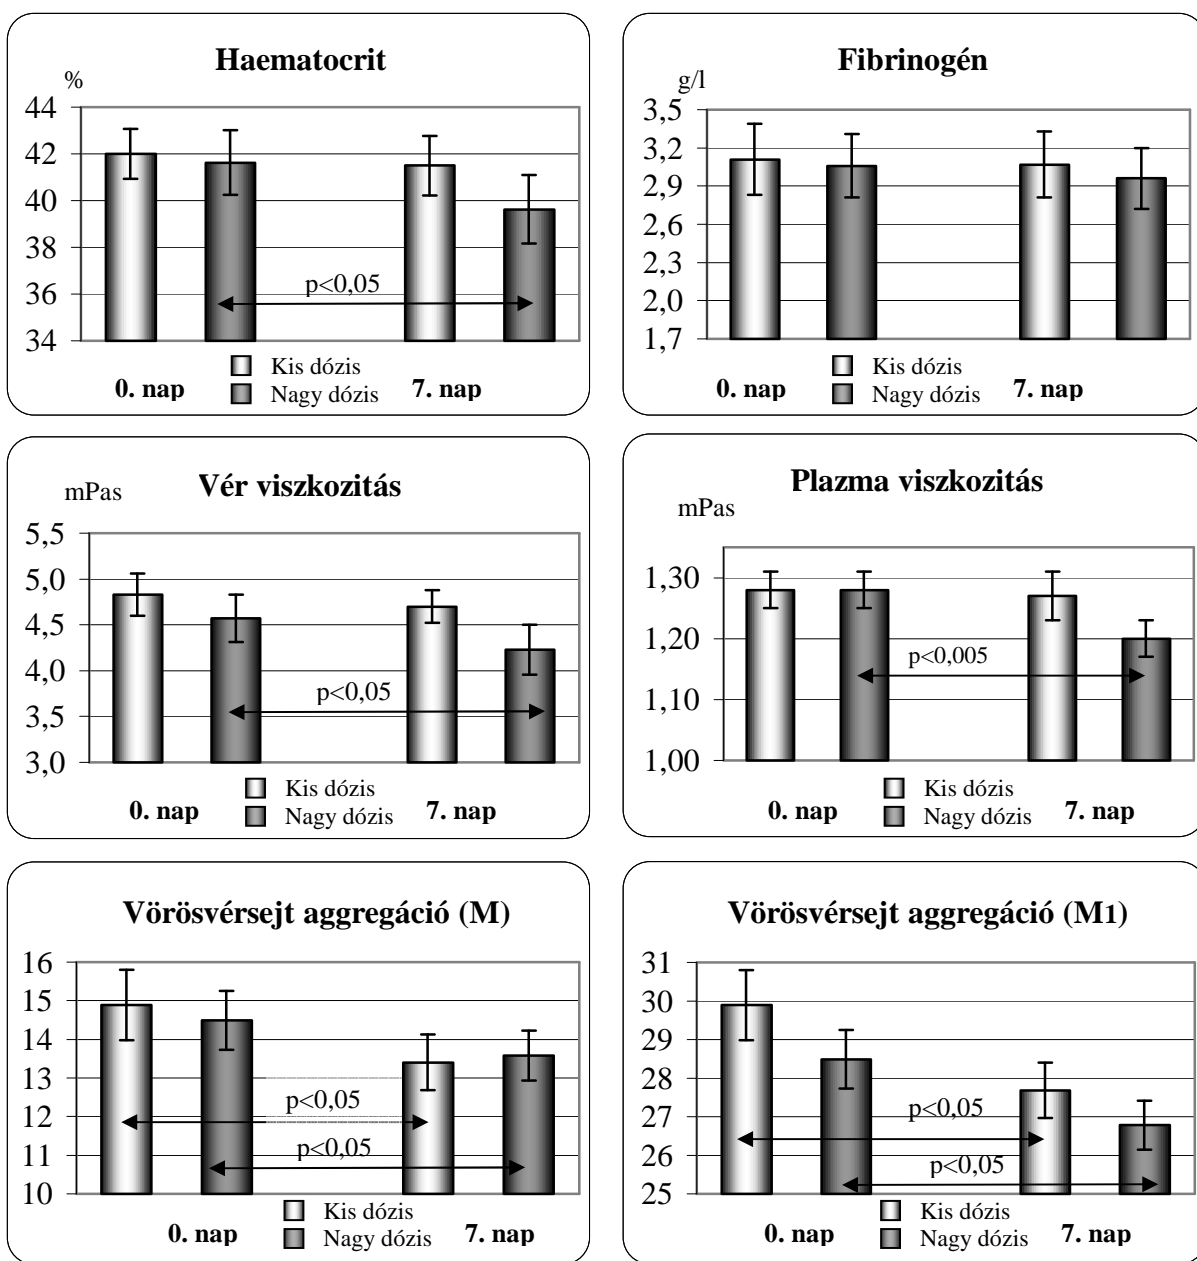 Haematocrit
%
44
42
40
38
36
34
p<0,05
Kis dózis
Nagy dózis
0. nap
7. nap
Fibrinogén
g/l
3,5
3,2
2,9
2,6
2,3
2,0
1,7
Kis dózis
Nagy dózis
0. nap
7. nap
Vér viszkozitás
mPas
5,5
5,0
4,5
4,0
3,5
3,0
p<0,05
Kis dózis
Nagy dózis
0. nap
7. nap
Plazma viszkozitás
mPas
1,30
1,20
1,10
1,00
p<0,005
Kis dózis
Nagy dózis
0. nap
7. nap
Vörösvérsejt aggregáció (M)
16
15
14
13
12
11
10
p<0,05
p<0,05
Kis dózis
Nagy dózis
0. nap
7. nap
Vörösvérsejt aggregáció (M1)
31
30
29
28
27
26
25
p<0,05
p<0,05
Kis dózis
Nagy dózis
0. nap
7. nap